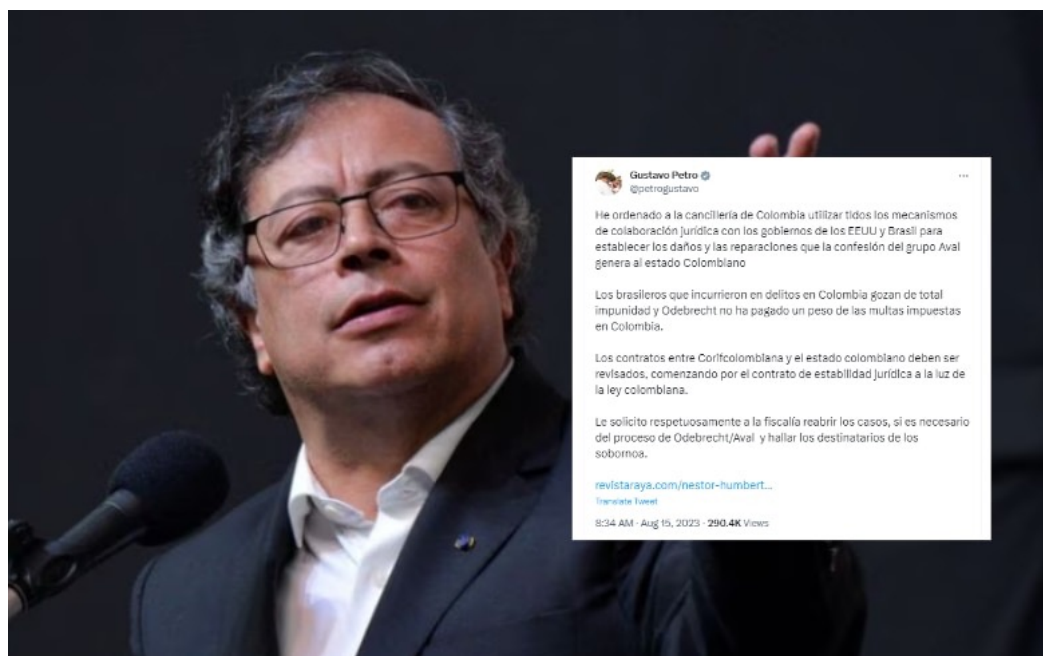 Gustavo Petro
@petrogustavo
He ordenado a la cancillería de Colombia utilizar tidos los mecanismos
de colaboración jurídica con los gobiernos de los EEUU y Brasil para
establecer los daños y las reparaciones que la confesión del grupo Aval
genera al estado Colombiano
Los brasileros que incurrieron en delitos en Colombia gozan de total
impunidad y Odebrecht no ha pagado un peso de las multas impuestas
en Colombia.
Los contratos entre Corifcolombiana y el estado colombiano deben ser
revisados, comenzando por el contrato de estabilidad jurídica a la luz de
la ley colombiana.
Le solicito respetuosamente a la fiscalía reabrir los casos, si es necesario
del proceso de Odebrecht/Aval y hallar los destinatarios de los
sobornoa.
revistaraya.com/nestor-humbert...
Translate Tweet
8:34 AM · Aug 15, 2023 · 290.4K Views